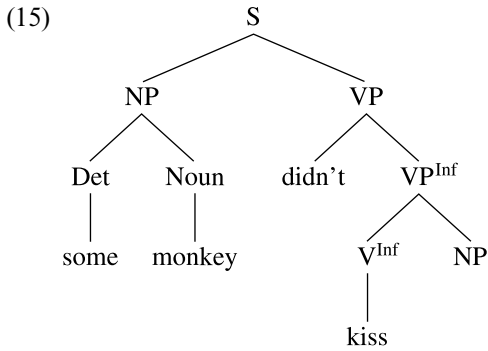 (15) S
NP VP
Det Noun didn't VP^Inf
some monkey V^Inf NP
kiss